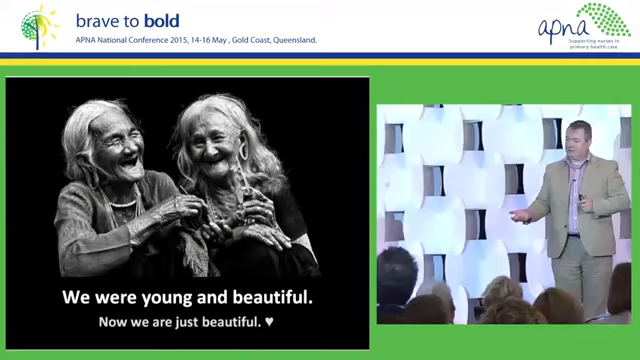 brave to bold
APNA National Conference 2015, 14-16 May , Gold Coast, Queensland.
apna
Supporting nurses in
primary health care
We were young and beautiful.
Now we are just beautiful. ♥